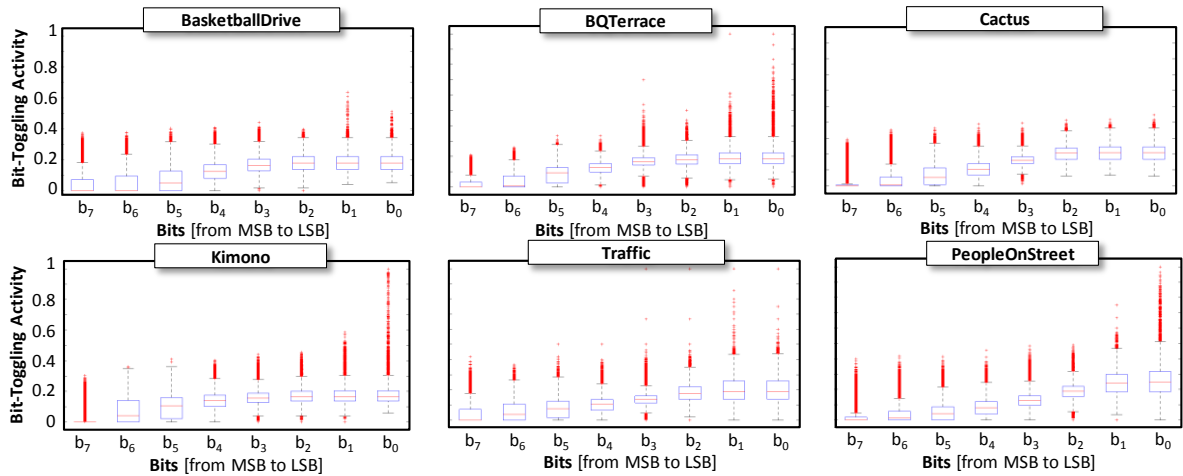 BasketballDrive
BQTerrace
Cactus
Bit-Toggling Activity
1
0.8
0.6
0.4
0.2
0
b7 b6 b5 b4 b3 b2 b1 b0
Bits [from MSB to LSB]
b7 b6 b5 b4 b3 b2 b1 b0
Bits [from MSB to LSB]
b7 b6 b5 b4 b3 b2 b1 b0
Bits [from MSB to LSB]
Kimono
Traffic
PeopleOnStreet
Bit-Toggling Activity
1
0.8
0.6
0.4
0.2
0
b7 b6 b5 b4 b3 b2 b1 b0
Bits [from MSB to LSB]
b7 b6 b5 b4 b3 b2 b1 b0
Bits [from MSB to LSB]
b7 b6 b5 b4 b3 b2 b1 b0
Bits [from MSB to LSB]